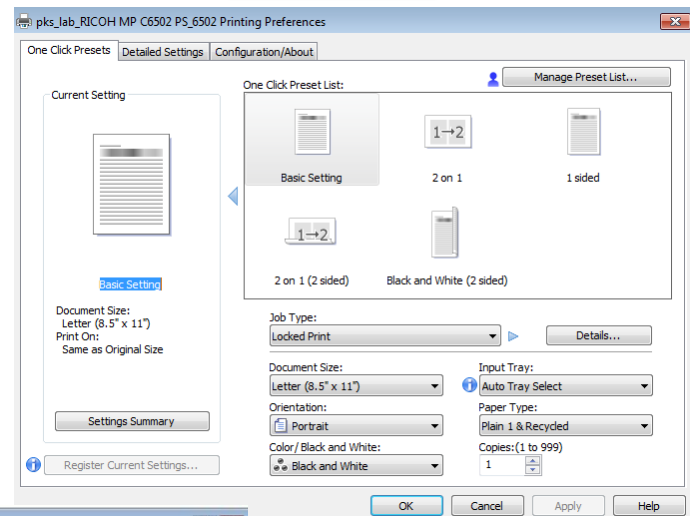 pks_lab_RICOH MP C6502 PS_6502 Printing Preferences
One Click Presets Detailed Settings Configuration/About
Current Setting
Basic Setting
Document Size:
Letter (8.5" x 11")
Print On:
Same as Original Size
Settings Summary
Register Current Settings...
One Click Preset List:
Manage Preset List...
1→2
Basic Setting 2 on 1 1 sided
1→2
2 on 1 (2 sided) Black and White (2 sided)
Job Type:
Locked Print
Details...
Document Size: Input Tray:
Letter (8.5" x 11") Auto Tray Select
Orientation: Paper Type:
Portrait Plain 1 & Recycled
Color/Black and White: Copies:(1 to 999)
Black and White 1
OK Cancel Apply Help